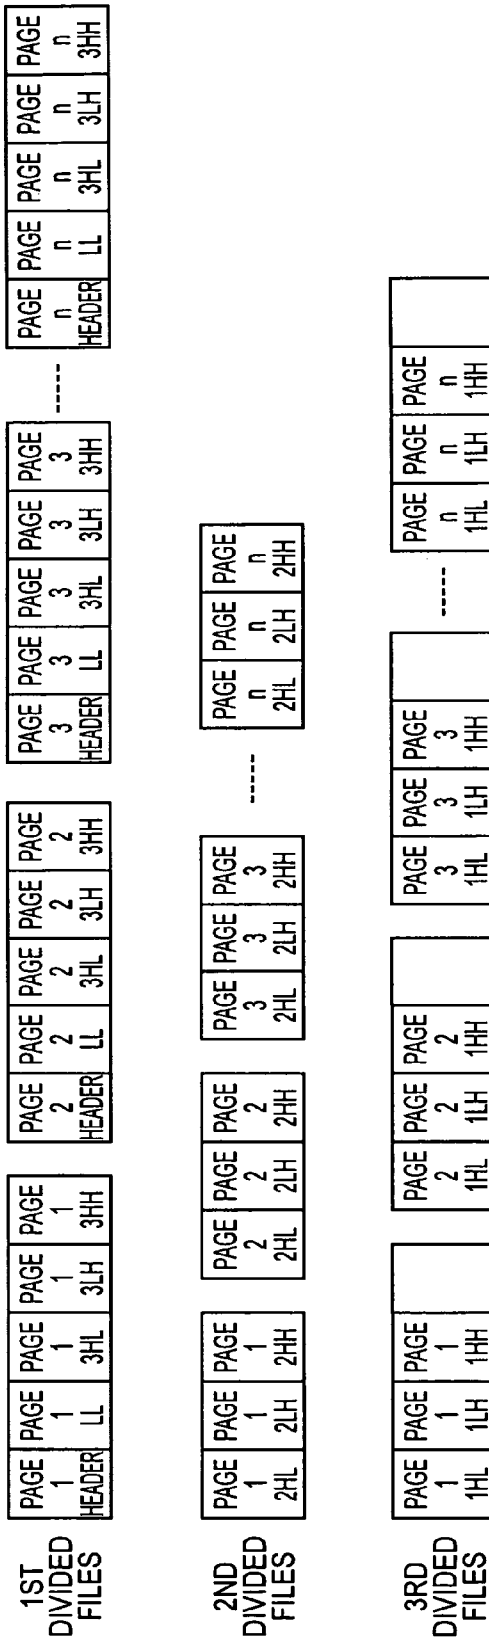 1ST
DIVIDED
FILES
PAGE PAGE PAGE PAGE PAGE
1 1 1 1 1
HEADER LL 3HL 3LH 3HH
PAGE PAGE PAGE PAGE PAGE
2 2 2 2 2
HEADER LL 3HL 3LH 3HH
PAGE PAGE PAGE PAGE PAGE
3 3 3 3 3
HEADER LL 3HL 3LH 3HH
PAGE PAGE PAGE PAGE PAGE
n n n n n
HEADER LL 3HL 3LH 3HH
2ND
DIVIDED
FILES
PAGE PAGE PAGE
1 1 1
2HL 2LH 2HH
PAGE PAGE PAGE
2 2 2
2HL 2LH 2HH
PAGE PAGE PAGE
3 3 3
2HL 2LH 2HH
PAGE PAGE PAGE
n n n
2HL 2LH 2HH
3RD
DIVIDED
FILES
PAGE PAGE PAGE
1 1 1
1HL 1LH 1HH
PAGE PAGE PAGE
2 2 2
1HL 1LH 1HH
PAGE PAGE PAGE
3 3 3
1HL 1LH 1HH
PAGE PAGE PAGE
n n n
1HL 1LH 1HH